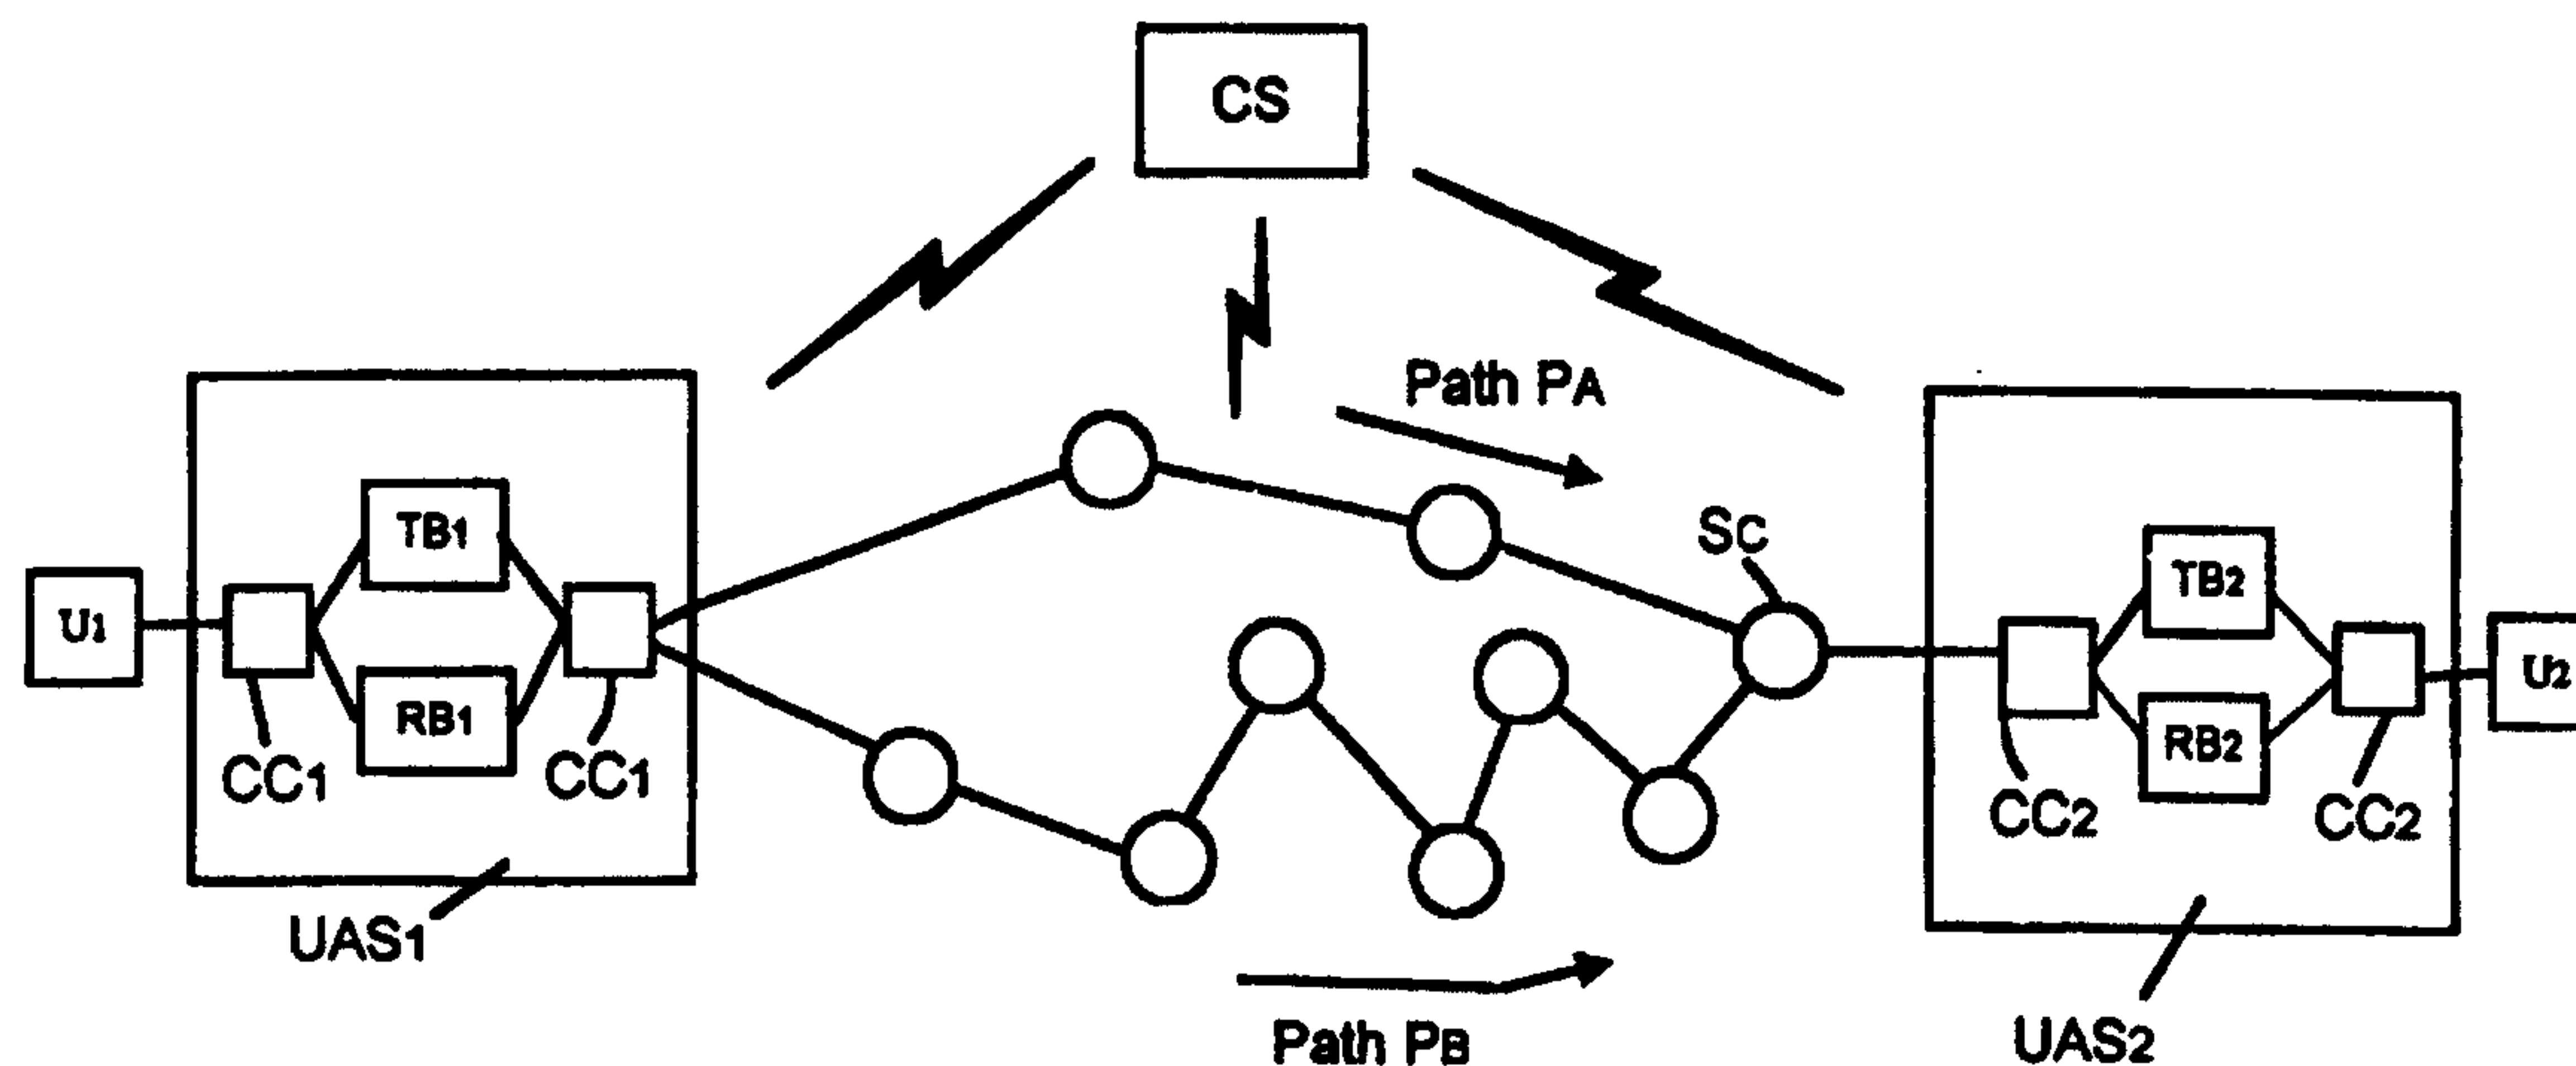 CS
Path PA
SC
TB1
TB2
U1
U2
RB1
RB2
CC1
CC1
CC2
CC2
UAS1
UAS2
Path PB